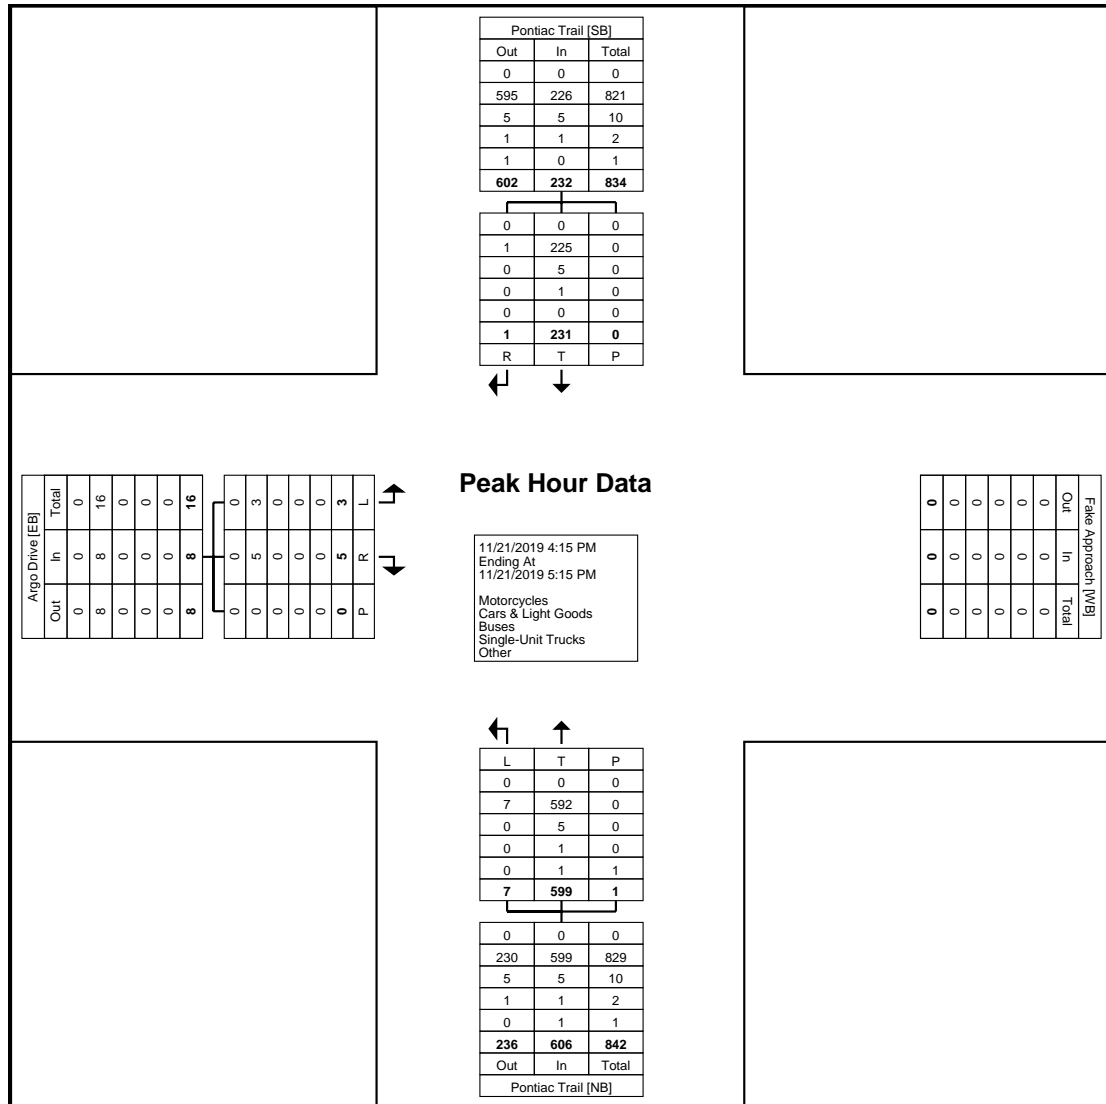 Pontiac Trail [SB]
Out In Total
0 0 0
595 226 821
5 5 10
1 1 2
1 0 1
602 232 834
0 0 0
1 225 0
0 5 0
0 1 0
0 0 0
1 231 0
R T P
Argo Drive [EB]
Out In Total
0 0 0
8 8 16
0 0 0
0 0 0
0 0 0
8 8 16
0 0 0
0 5 3
0 0 0
0 0 0
0 0 0
0 5 3
P R L
Peak Hour Data
11/21/2019 4:15 PM
Ending At
11/21/2019 5:15 PM
Motorcycles
Cars & Light Goods
Buses
Single-Unit Trucks
Other
Fake Approach [WB]
Out In Total
0 0 0
0 0 0
0 0 0
0 0 0
0 0 0
0 0 0
L T P
0 0 0
7 592 0
0 5 0
0 1 0
0 1 1
7 599 1
0 0 0
230 599 829
5 5 10
1 1 2
0 1 1
236 606 842
Out In Total
Pontiac Trail [NB]